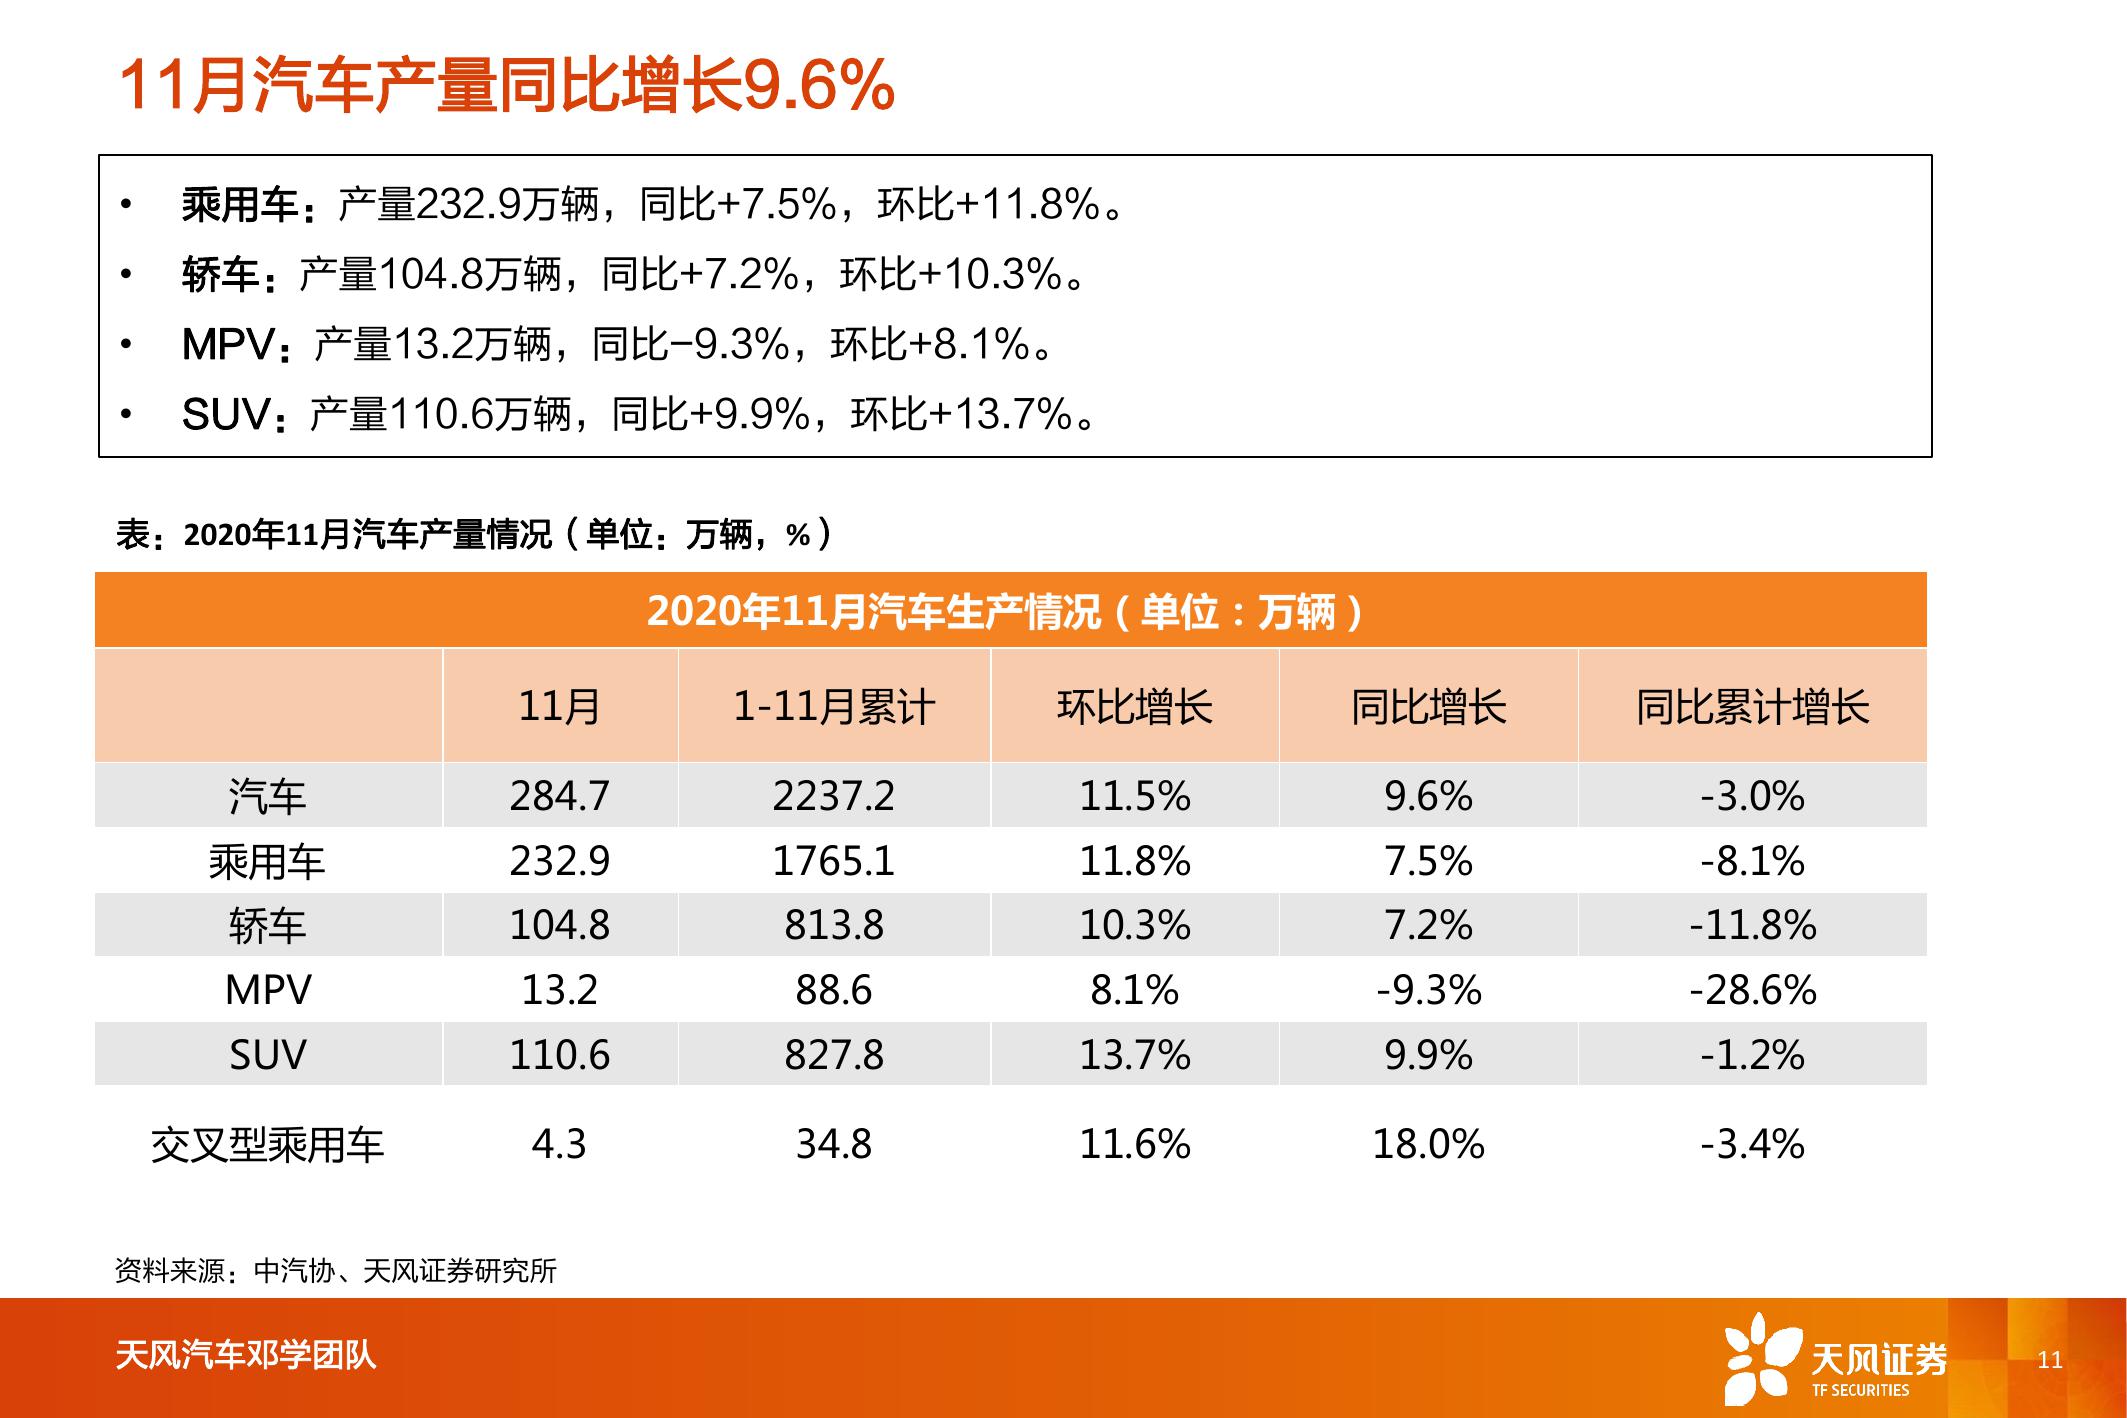 11月汽车产量同比增长9.6%
• 乘用车：产量232.9万辆，同比+7.5%，环比+11.8%。
• 轿车：产量104.8万辆，同比+7.2%，环比+10.3%。
• MPV：产量13.2万辆，同比-9.3%，环比+8.1%。
• SUV：产量110.6万辆，同比+9.9%，环比+13.7%。
表：2020年11月汽车产量情况（单位：万辆，%）
2020年11月汽车生产情况（单位：万辆）
11月 1-11月累计 环比增长 同比增长 同比累计增长
汽车 284.7 2237.2 11.5% 9.6% -3.0%
乘用车 232.9 1765.1 11.8% 7.5% -8.1%
轿车 104.8 813.8 10.3% 7.2% -11.8%
MPV 13.2 88.6 8.1% -9.3% -28.6%
SUV 110.6 827.8 13.7% 9.9% -1.2%
交叉型乘用车 4.3 34.8 11.6% 18.0% -3.4%
资料来源：中汽协、天风证券研究所
天风汽车邓学团队
天风证券
TF SECURITIES
11